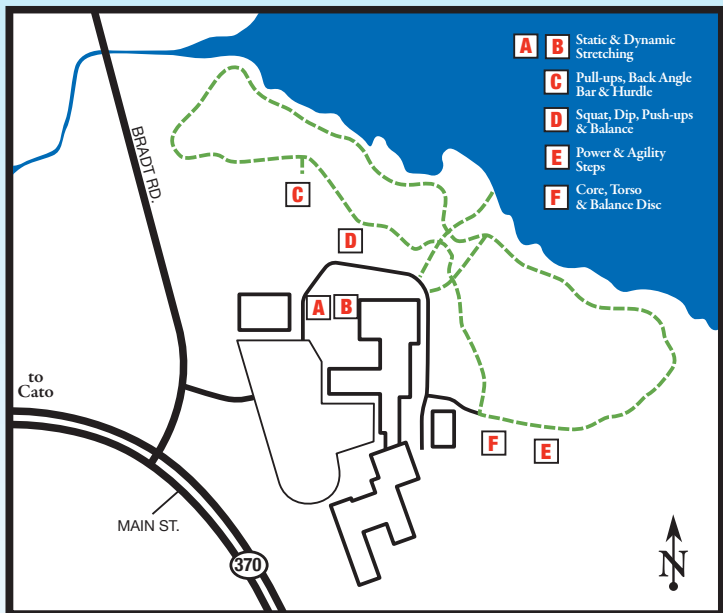 A B Static & Dynamic
Stretching
C Pull-ups, Back Angle
Bar & Hurdle
D Squat, Dip, Push-ups
& Balance
E Power & Agility
Steps
F Core, Torso
& Balance Disc
BRADT RD.
C
D
A B
to
Cato
F E
MAIN ST.
370
N